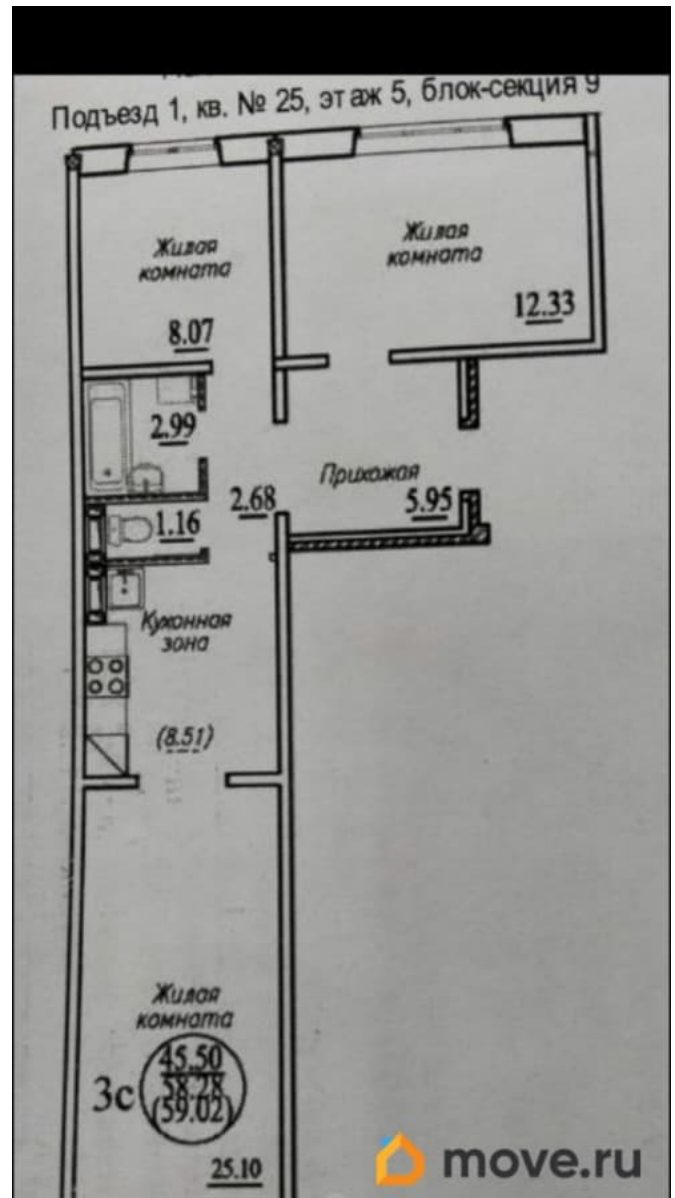 Подъезд 1, кв. № 25, этаж 5, блок-секция 9
Жилая
комната
8.07
Жилая
комната
12.33
2.99
Прихожая
5.95
2.68
1.16
Кухонная
зона
(8.51)
Жилая
комната
3с
45.50
58.28
(59.02)
25.10
move.ru